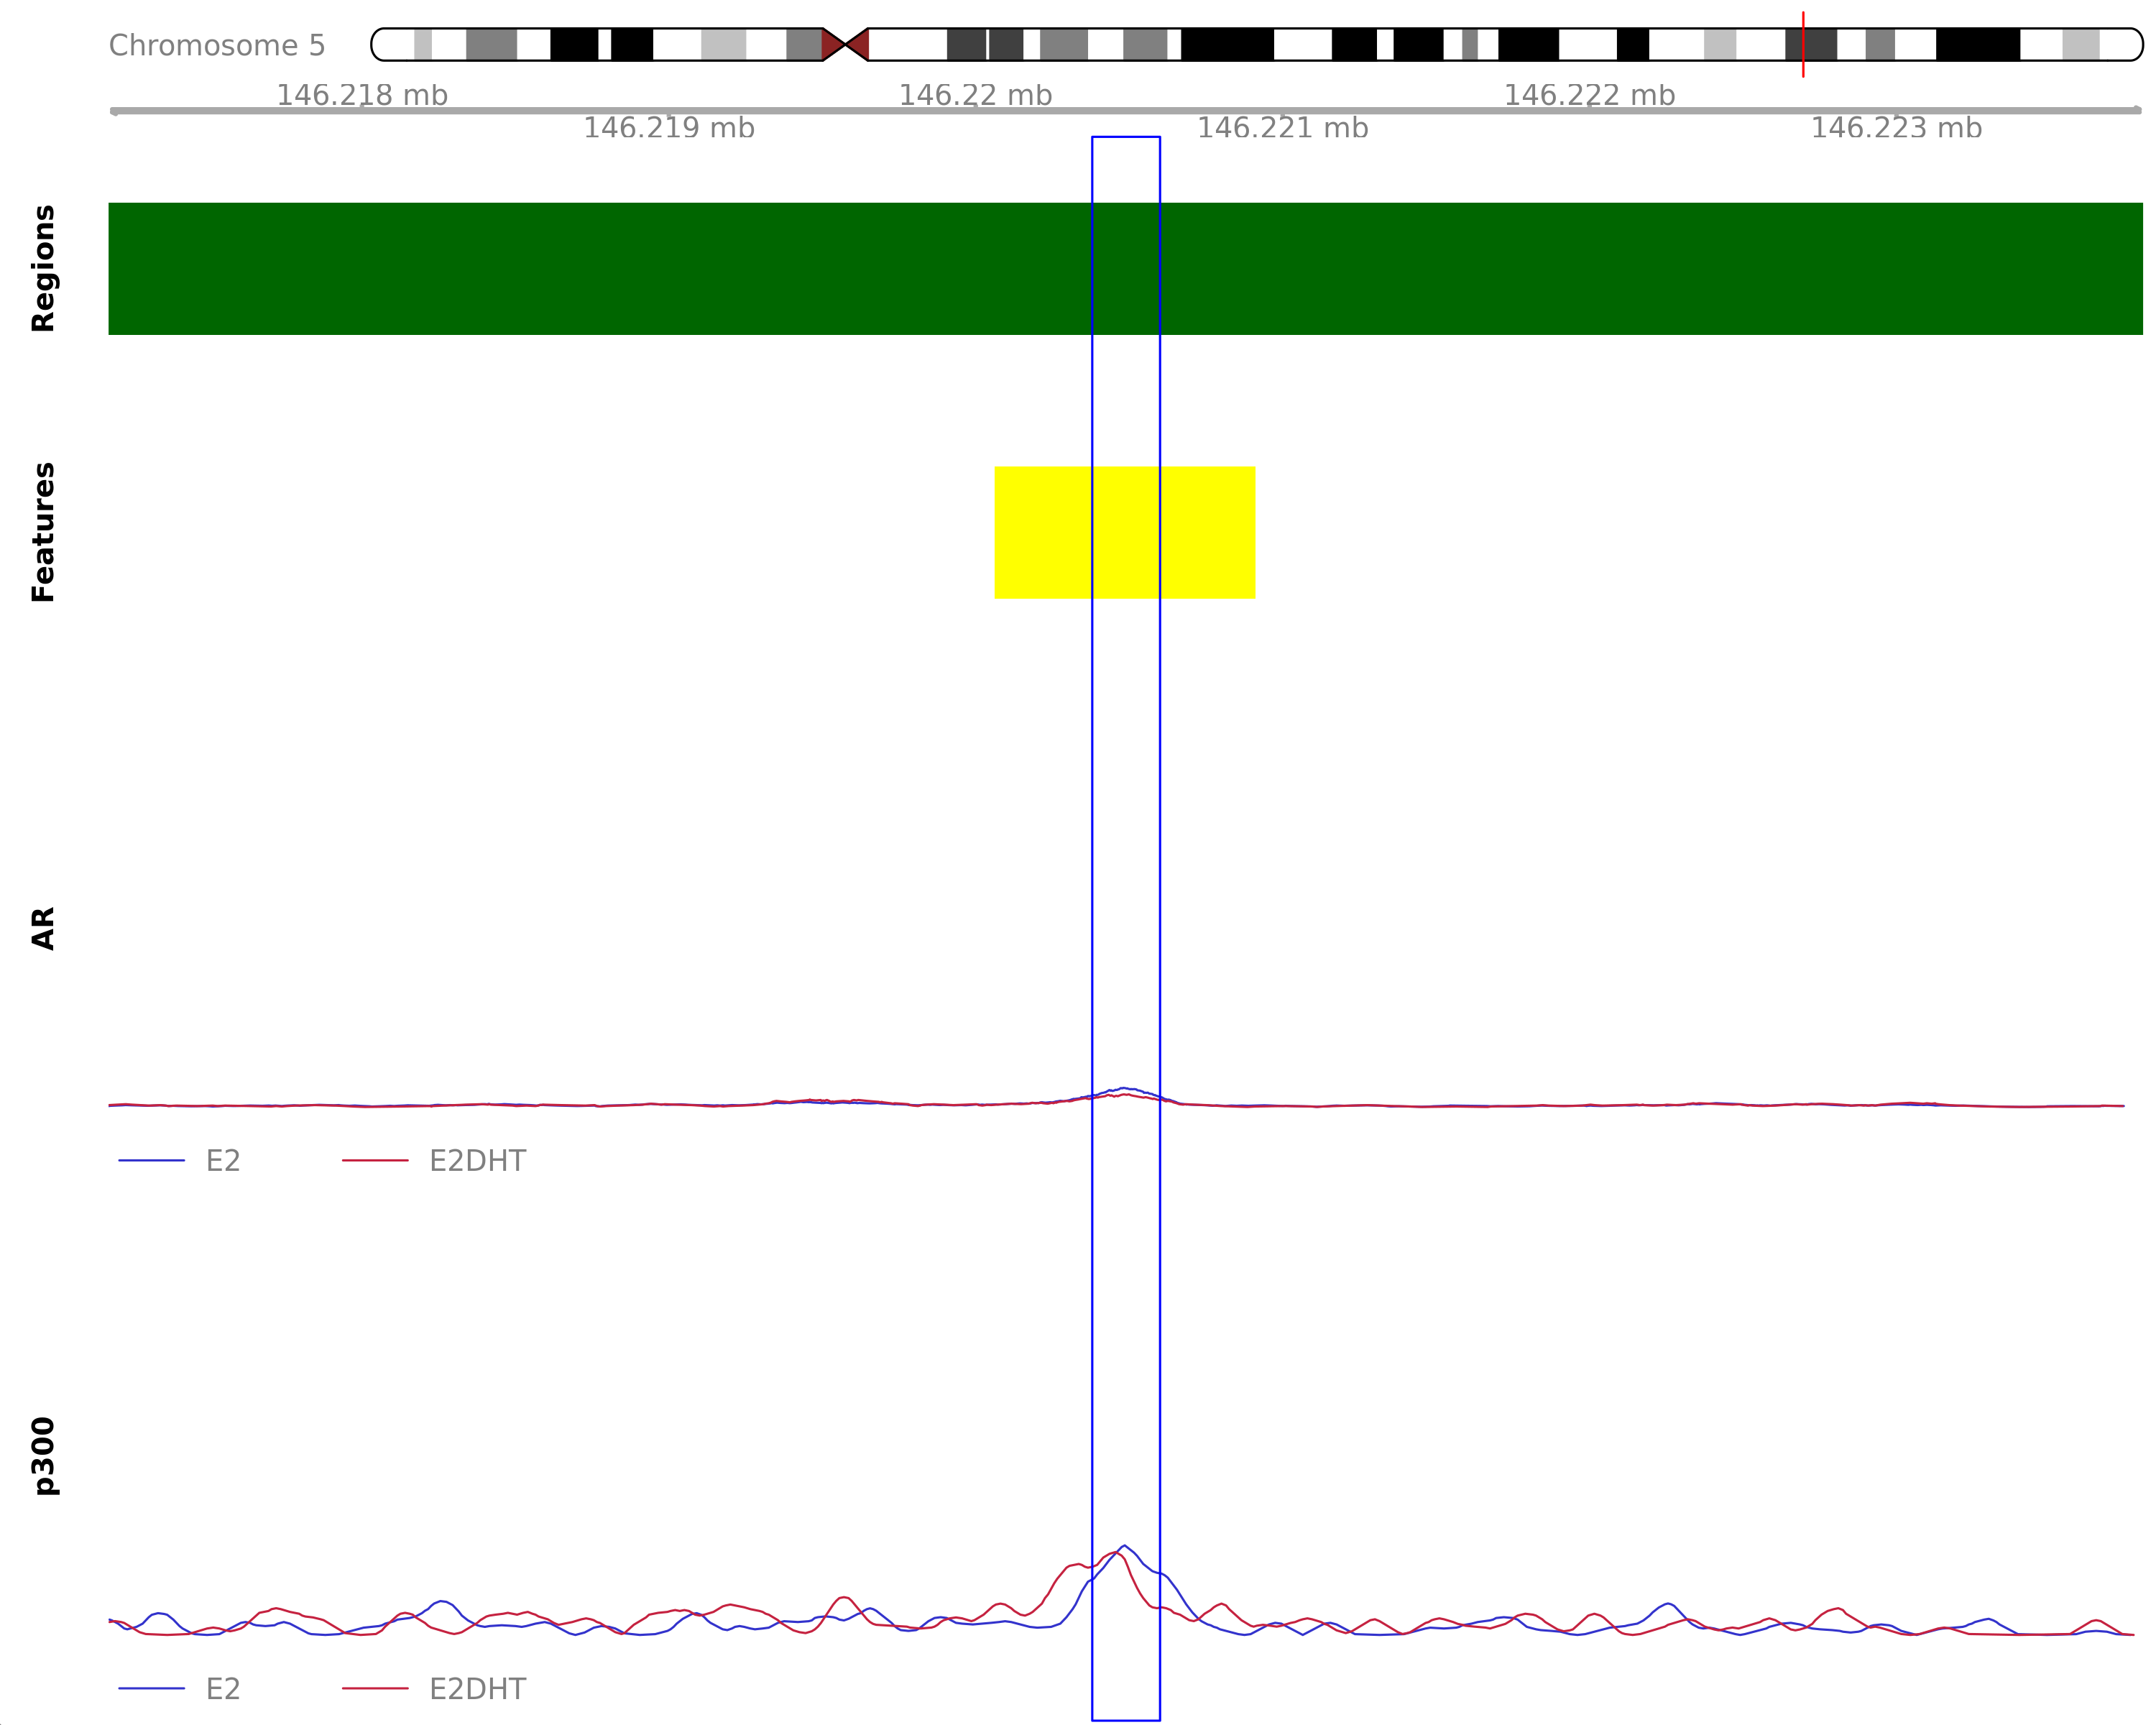 Chromosome 5
146.218 mb
146.22 mb
146.222 mb
146.219 mb
146.221 mb
146.223 mb
Regions
Features
AR
E2
E2DHT
p300
E2
E2DHT